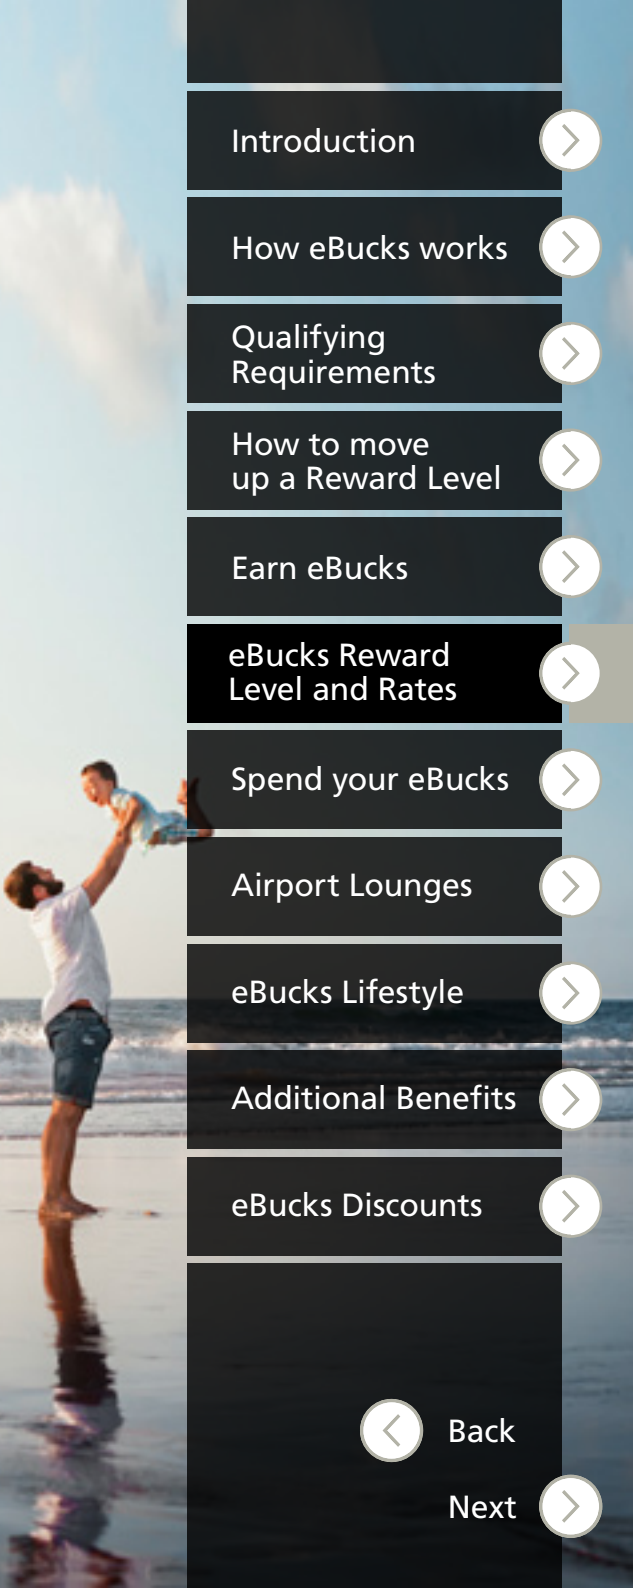 Introduction
How eBucks works
Qualifying
Requirements
How to move
up a Reward Level
Earn eBucks
eBucks Reward
Level and Rates
Spend your eBucks
Airport Lounges
eBucks Lifestyle
Additional Benefits
eBucks Discounts
Back
Next